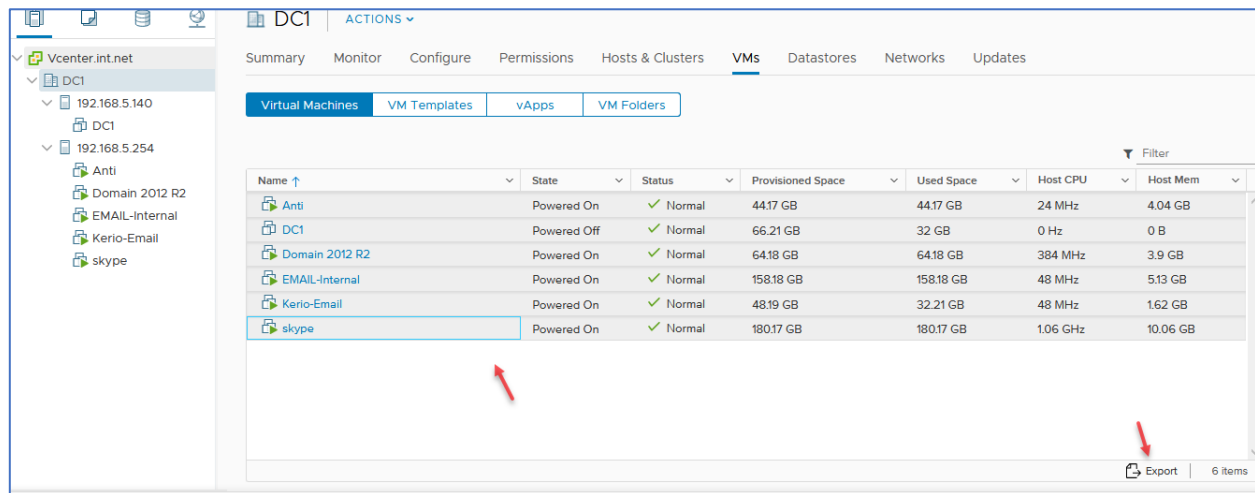 DC1 ACTIONS
Summary Monitor Configure Permissions Hosts & Clusters VMs Datastores Networks Updates
Virtual Machines VM Templates vApps VM Folders
Vcenter.int.net
DC1
192.168.5.140
DC1
192.168.5.254
Anti
Domain 2012 R2
EMAIL-Internal
Kerio-Email
skype
Filter
Name State Status Provisioned Space Used Space Host CPU Host Mem
Anti Powered On Normal 44.17 GB 44.17 GB 24 MHz 4.04 GB
DC1 Powered Off Normal 66.21 GB 32 GB 0 Hz 0 B
Domain 2012 R2 Powered On Normal 64.18 GB 64.18 GB 384 MHz 3.9 GB
EMAIL-Internal Powered On Normal 158.18 GB 158.18 GB 48 MHz 5.13 GB
Kerio-Email Powered On Normal 48.19 GB 32.21 GB 48 MHz 1.62 GB
skype Powered On Normal 180.17 GB 180.17 GB 1.06 GHz 10.06 GB
Export 6 items